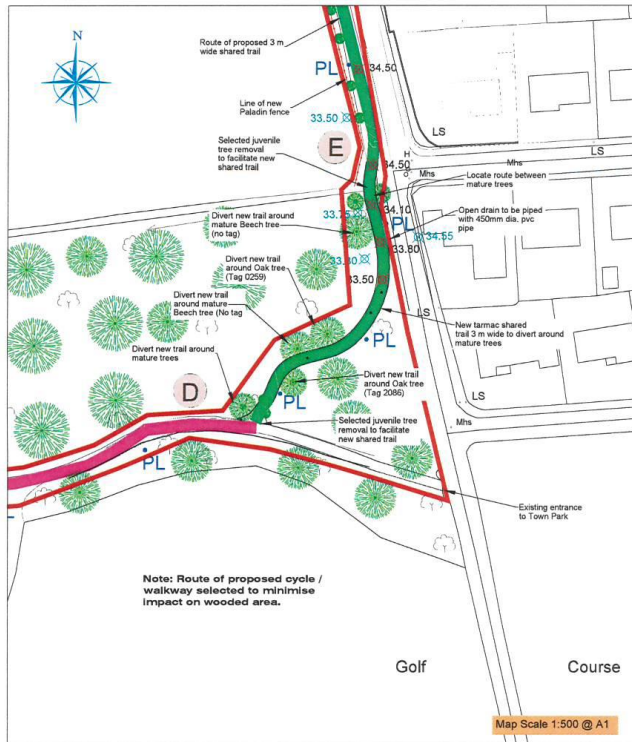 N
Route of proposed 3 m
wide shared trail
PL
34.50
Line of new
Paladin fence
33.50
LS
E
Selected juvenile
tree removal to facilitate
new shared trail
H
34.50
Mhs
LS
Mhs
Locate route between
mature trees
Divert new trail around
mature Beech tree
(no tag)
33.75
34.10
PL
Open drain to be piped
with 450mm dia. pvc
pipe
34.55
33.80
Divert new trail
around Oak tree
(Tag 0259)
33.50
Divert new trail
around mature
Beech tree (No tag
LS
New tarmac shared
trail 3 m wide to divert around
mature trees
Divert new trail around
mature trees
PL
D
Divert new trail
around Oak tree
(Tag 2086)
PL
LS
Mhs
Selected juvenile tree
removal to facilitate
new shared trail
PL
Existing entrance
to Town Park
Note: Route of proposed cycle /
walkway selected to minimise
impact on wooded area.
Golf Course
Map Scale 1:500 @ A1